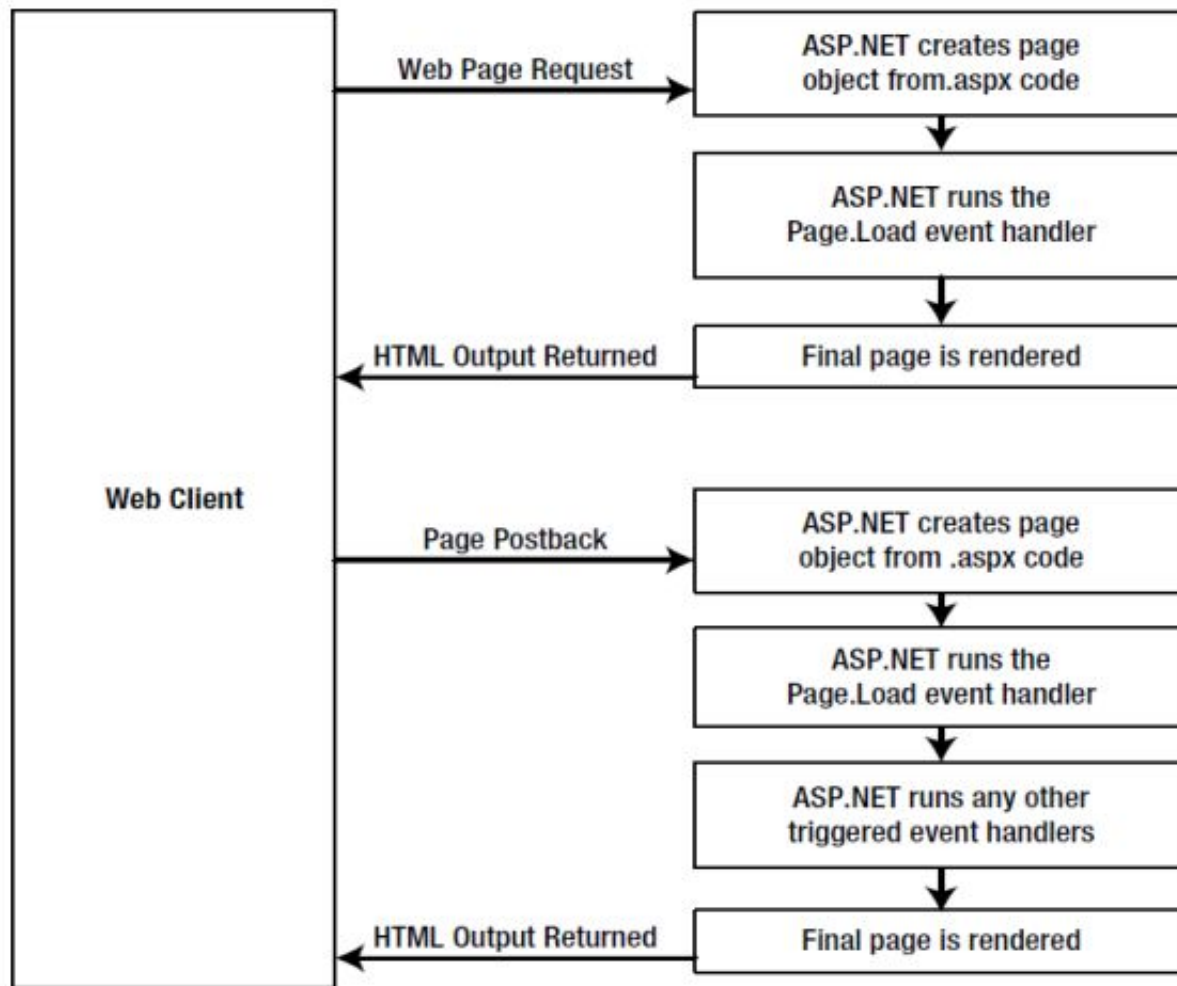 ASP.NET creates page
object from.aspx code
Web Page Request
ASP.NET runs the
Page.Load event handler
HTML Output Returned
Final page is rendered
Web Client
ASP.NET creates page
object from .aspx code
Page Postback
ASP.NET runs the
Page.Load event handler
ASP.NET runs any other
triggered event handlers
HTML Output Returned
Final page is rendered